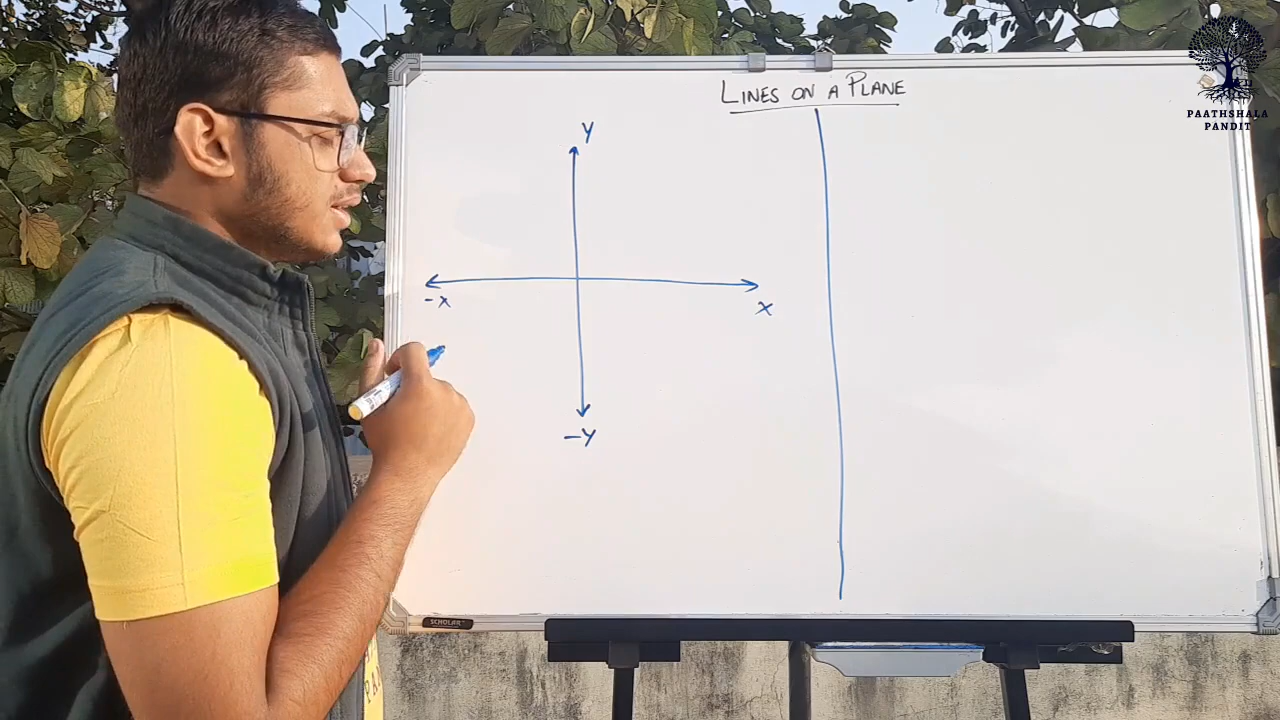 LINES ON A PLANE
Y
-X
X
-Y
PAATHSHALA
PANDIT
SCHOLAR